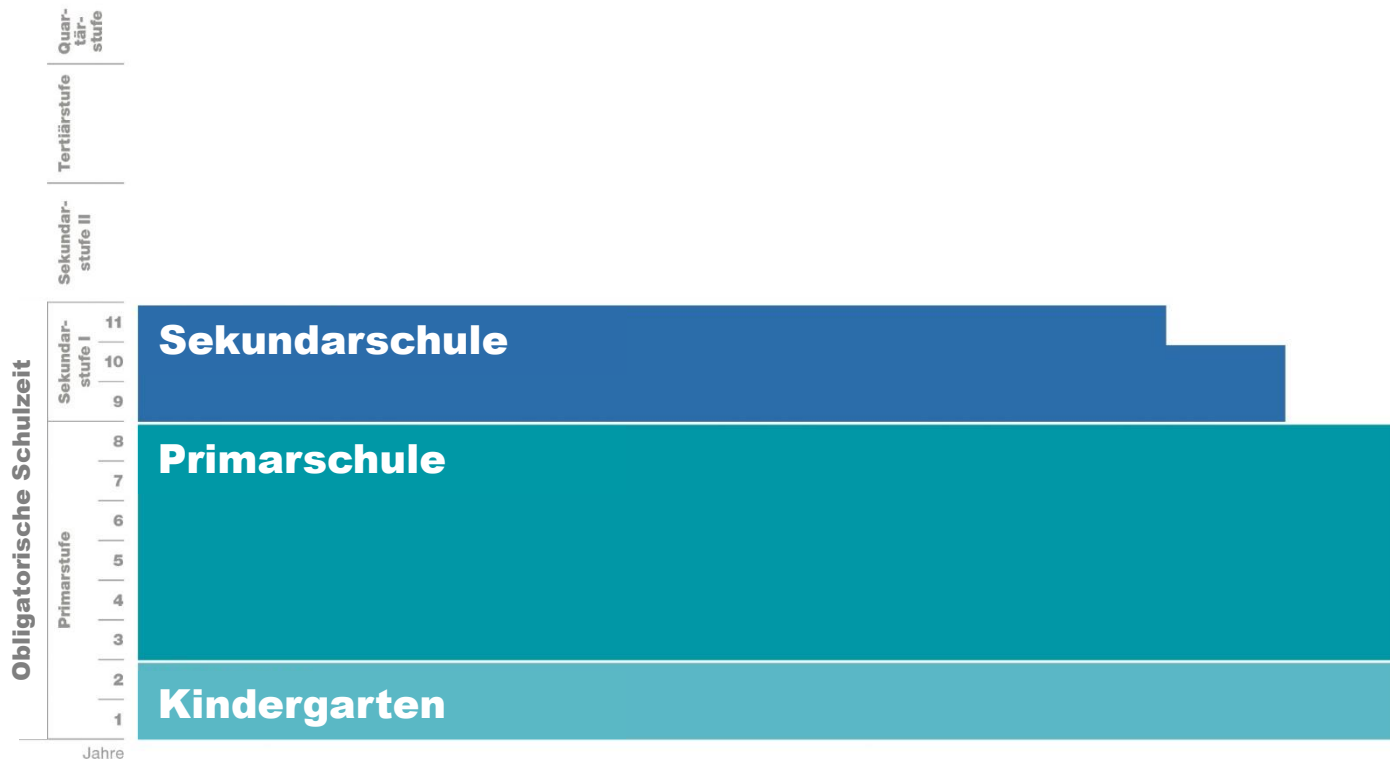 Quar-
tär-
stufe
Tertiärstufe
Sekundar-
stufe II
Obligatorische Schulzeit
Sekundar-
stufe I
11
10
9
Sekundarschule
Primarstufe
8
7
6
5
4
3
2
1
Primarschule
Kindergarten
Jahre